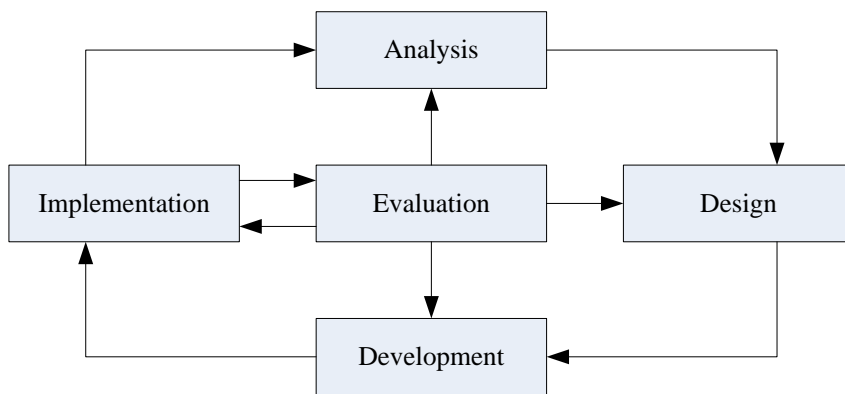 Analysis
Implementation
Evaluation
Design
Development